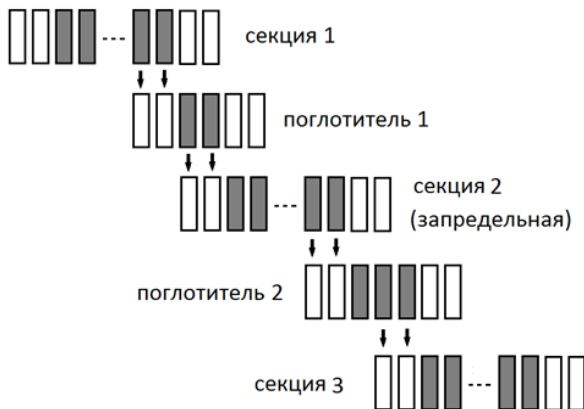 секция 1
поглотитель 1
секция 2
(запредельная)
поглотитель 2
секция 3